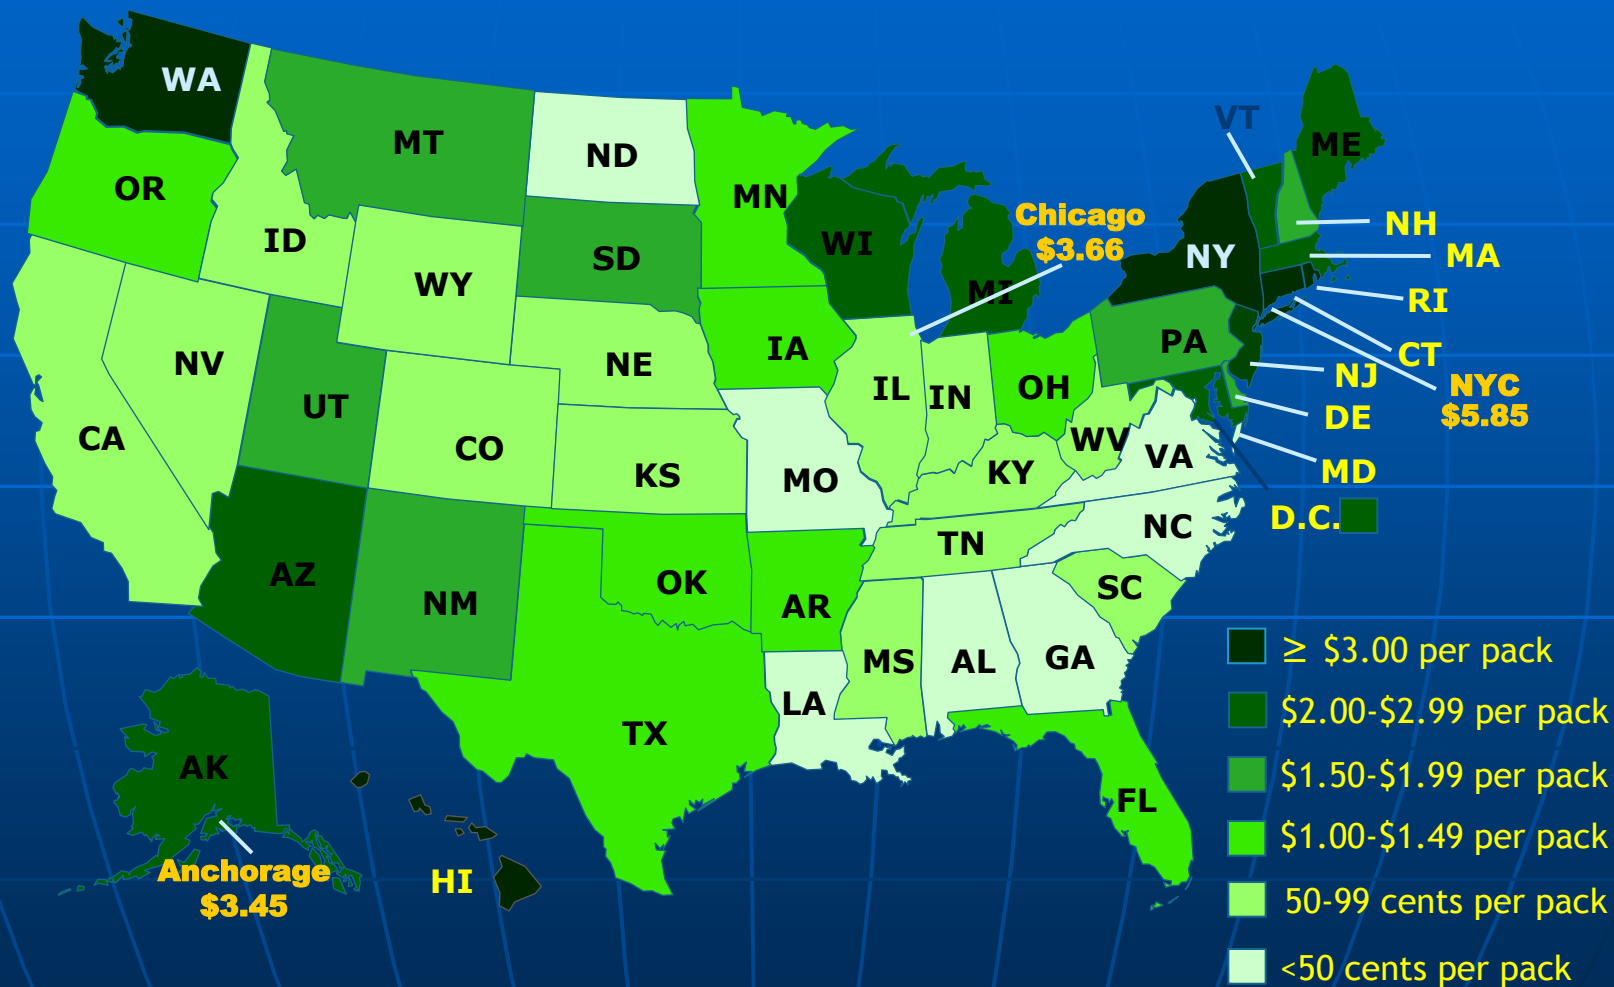 WA
MT
ND
MN
OR
ID
WY
SD
WI
MI
Chicago
$3.66
VT
ME
NY
NH
MA
RI
CT
NJ
NYC
$5.85
DE
MD
D.C.
PA
NV
UT
CA
CO
NE
IA
IL
IN
OH
WV
VA
KS
MO
KY
NC
TN
SC
AZ
NM
OK
AR
MS
AL
GA
LA
TX
FL
AK
Anchorage
$3.45
HI
≥ $3.00 per pack
$2.00-$2.99 per pack
$1.50-$1.99 per pack
$1.00-$1.49 per pack
50-99 cents per pack
<50 cents per pack